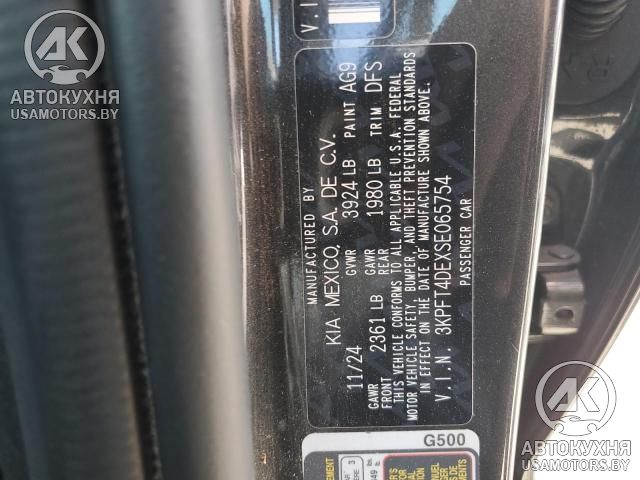 АК
АВТОКУХНЯ
USAMOTORS.BY
V.I
MANUFACTURED BY
KIA MEXICO, S.A. DE C.V.
11/24 GVWR 3924 LB PAINT AG9
GAWR FRONT 2361 LB GAWR REAR 1980 LB TRIM DFS
THIS VEHICLE CONFORMS TO ALL APPLICABLE U.S.A. FEDERAL
MOTOR VEHICLE SAFETY, BUMPER, AND THEFT PREVENTION STANDARDS
IN EFFECT ON THE DATE OF MANUFACTURE SHOWN ABOVE.
V.I.N. 3KPFT4DEXSE065754
PASSENGER CAR
G500
АК
АВТОКУХНЯ
USAMOTORS.BY